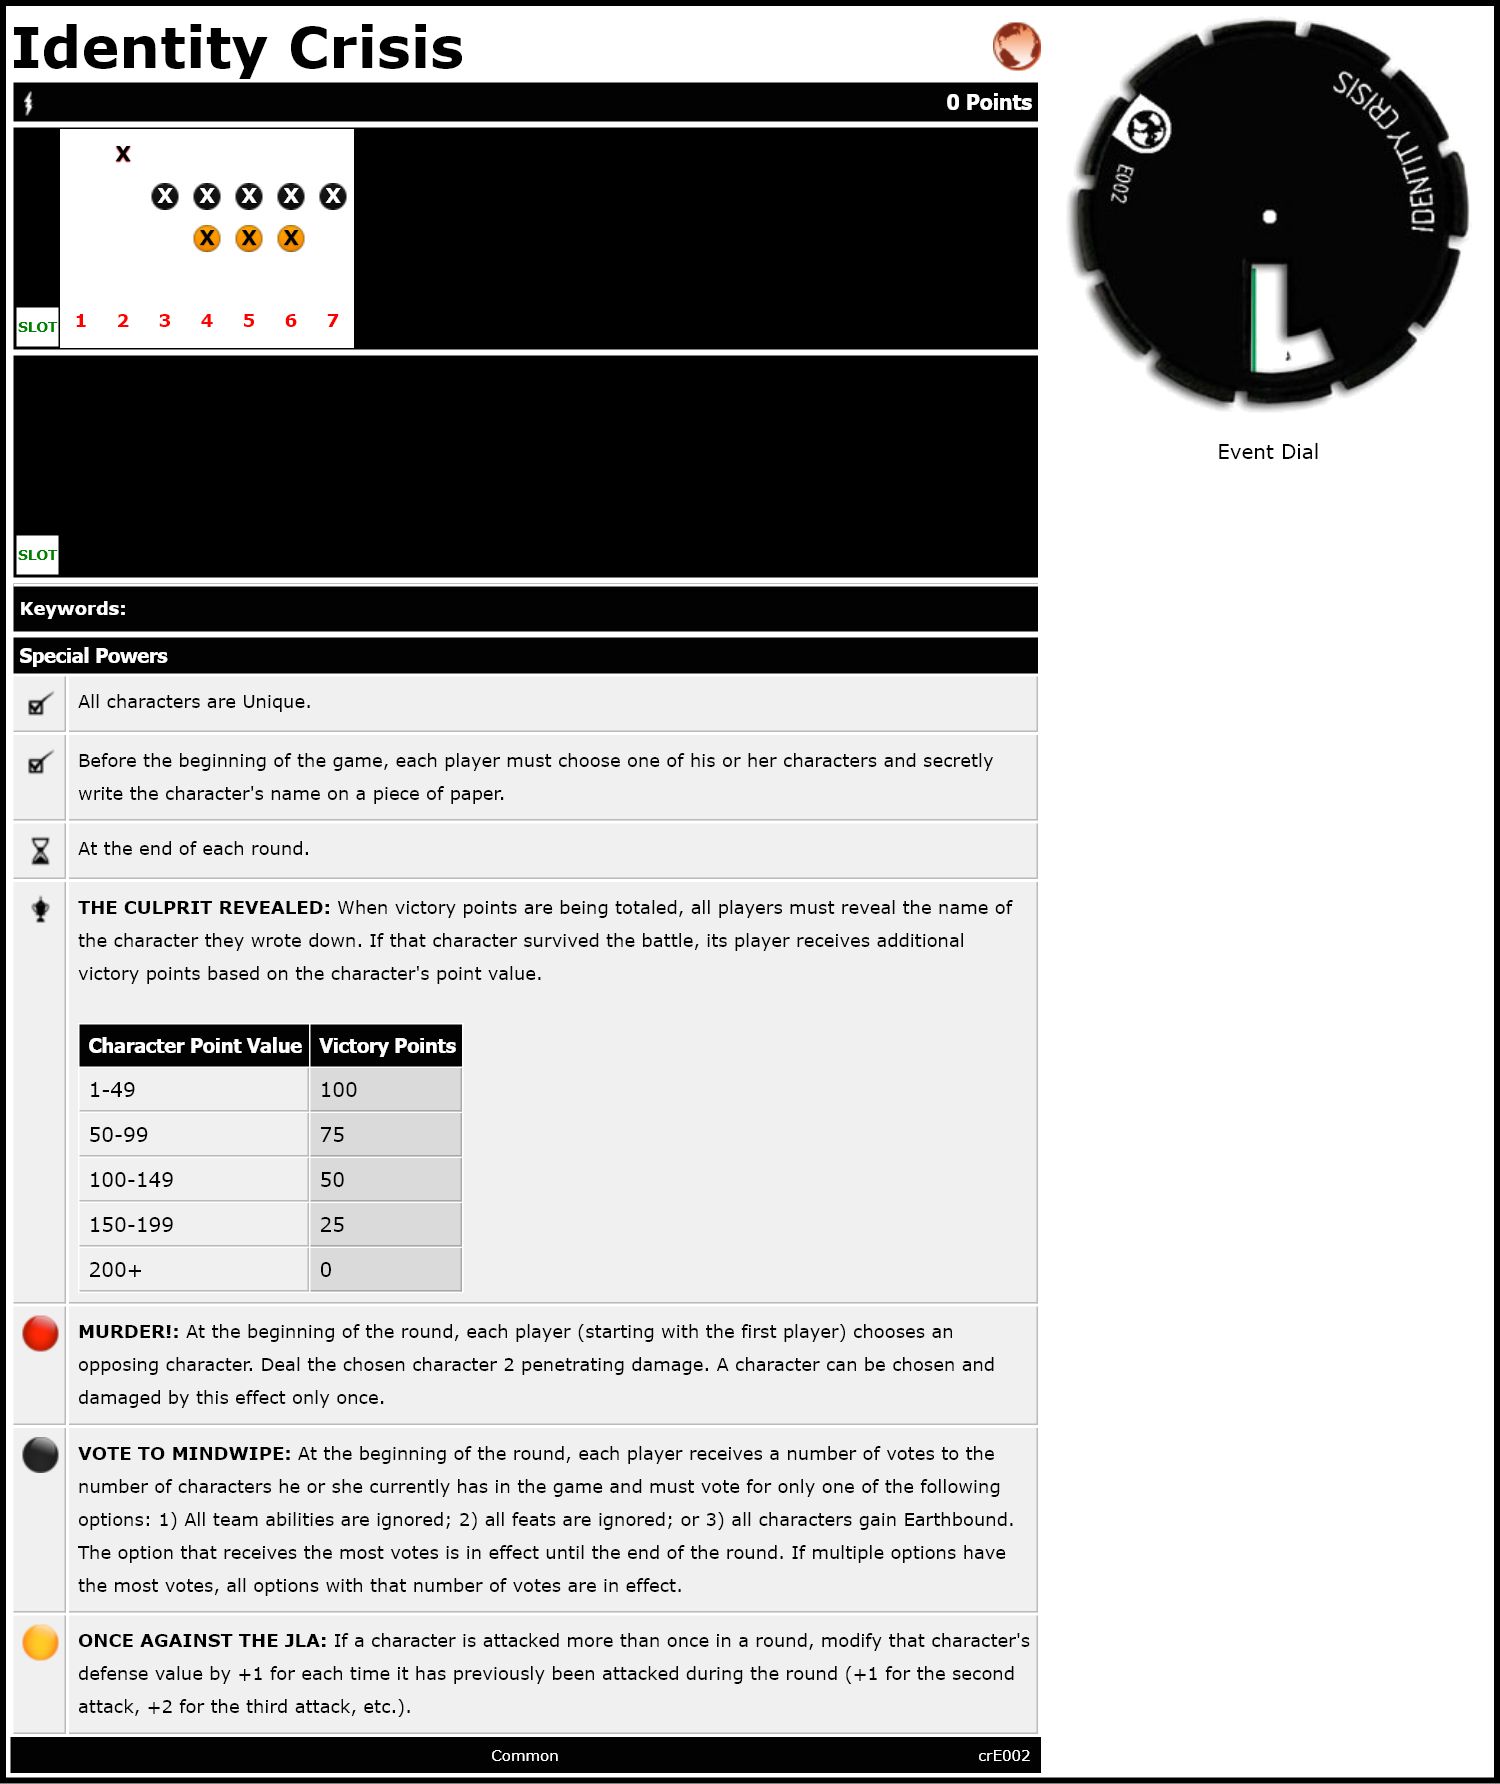 Identity Crisis
0 Points
X
X X X X X
X X X
SLOT 1 2 3 4 5 6 7
SLOT
IDENTITY CRISIS
E002
Event Dial
Keywords:
Special Powers
All characters are Unique.
Before the beginning of the game, each player must choose one of his or her characters and secretly
write the character's name on a piece of paper.
At the end of each round.
THE CULPRIT REVEALED: When victory points are being totaled, all players must reveal the name of
the character they wrote down. If that character survived the battle, its player receives additional
victory points based on the character's point value.
Character Point Value Victory Points
1-49 100
50-99 75
100-149 50
150-199 25
200+ 0
MURDER!: At the beginning of the round, each player (starting with the first player) chooses an
opposing character. Deal the chosen character 2 penetrating damage. A character can be chosen and
damaged by this effect only once.
VOTE TO MINDWIPE: At the beginning of the round, each player receives a number of votes to the
number of characters he or she currently has in the game and must vote for only one of the following
options: 1) All team abilities are ignored; 2) all feats are ignored; or 3) all characters gain Earthbound.
The option that receives the most votes is in effect until the end of the round. If multiple options have
the most votes, all options with that number of votes are in effect.
ONCE AGAINST THE JLA: If a character is attacked more than once in a round, modify that character's
defense value by +1 for each time it has previously been attacked during the round (+1 for the second
attack, +2 for the third attack, etc.).
Common crE002